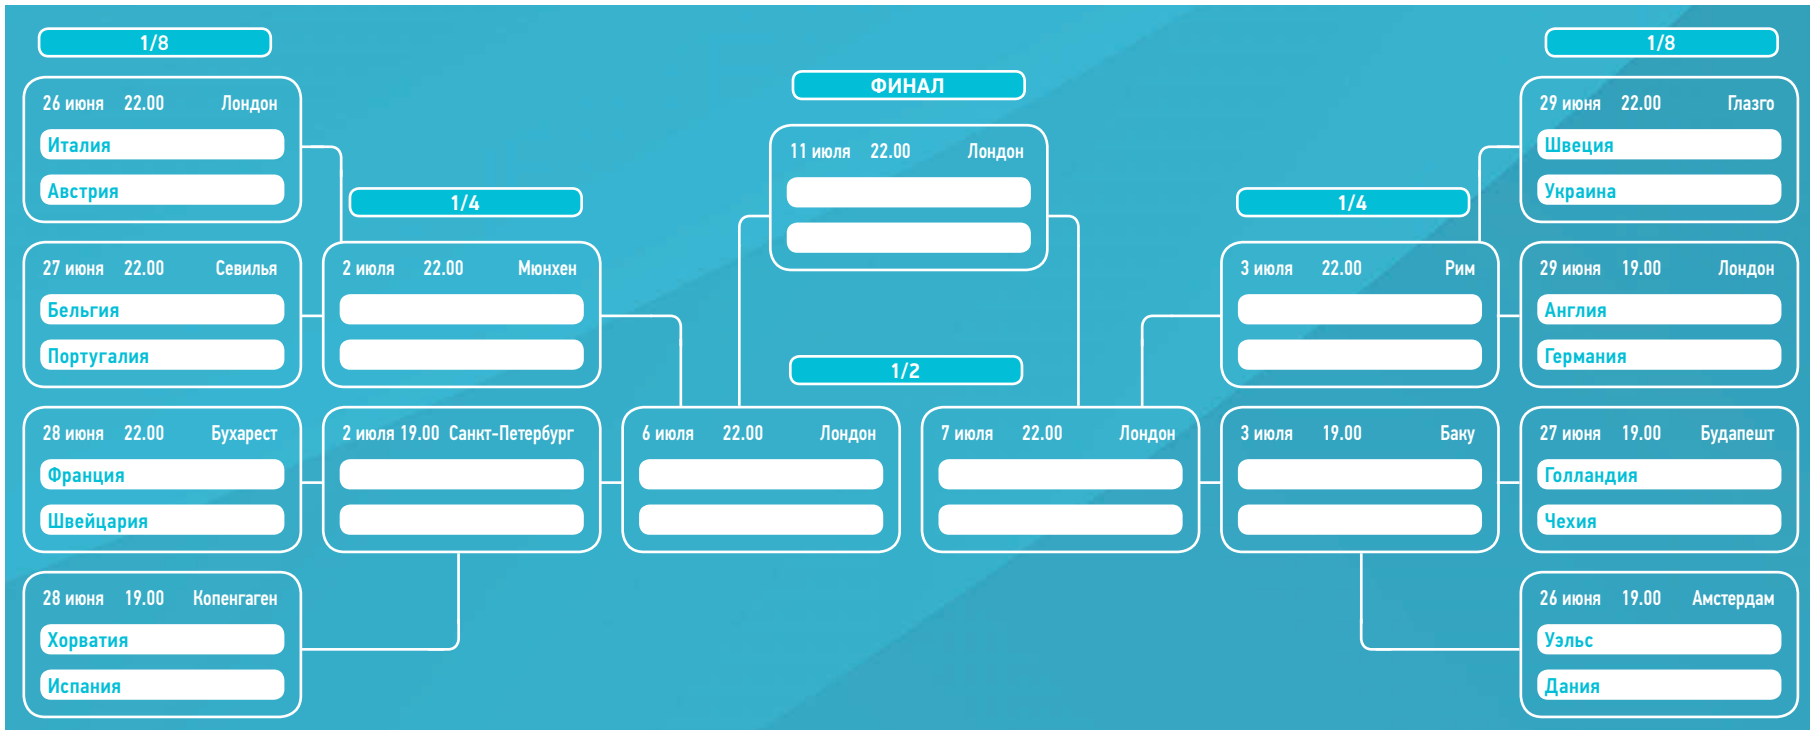 1/8
26 июня 22.00 Лондон
Италия
Австрия
27 июня 22.00 Севилья
Бельгия
Португалия
28 июня 22.00 Бухарест
Франция
Швейцария
28 июня 19.00 Копенгаген
Хорватия
Испания
1/4
2 июля 22.00 Мюнхен
2 июля 19.00 Санкт-Петербург
ФИНАЛ
11 июля 22.00 Лондон
1/2
6 июля 22.00 Лондон
7 июля 22.00 Лондон
1/4
3 июля 22.00 Рим
3 июля 19.00 Баку
1/8
29 июня 22.00 Глазго
Швеция
Украина
29 июня 19.00 Лондон
Англия
Германия
27 июня 19.00 Будапешт
Голландия
Чехия
26 июня 19.00 Амстердам
Уэльс
Дания